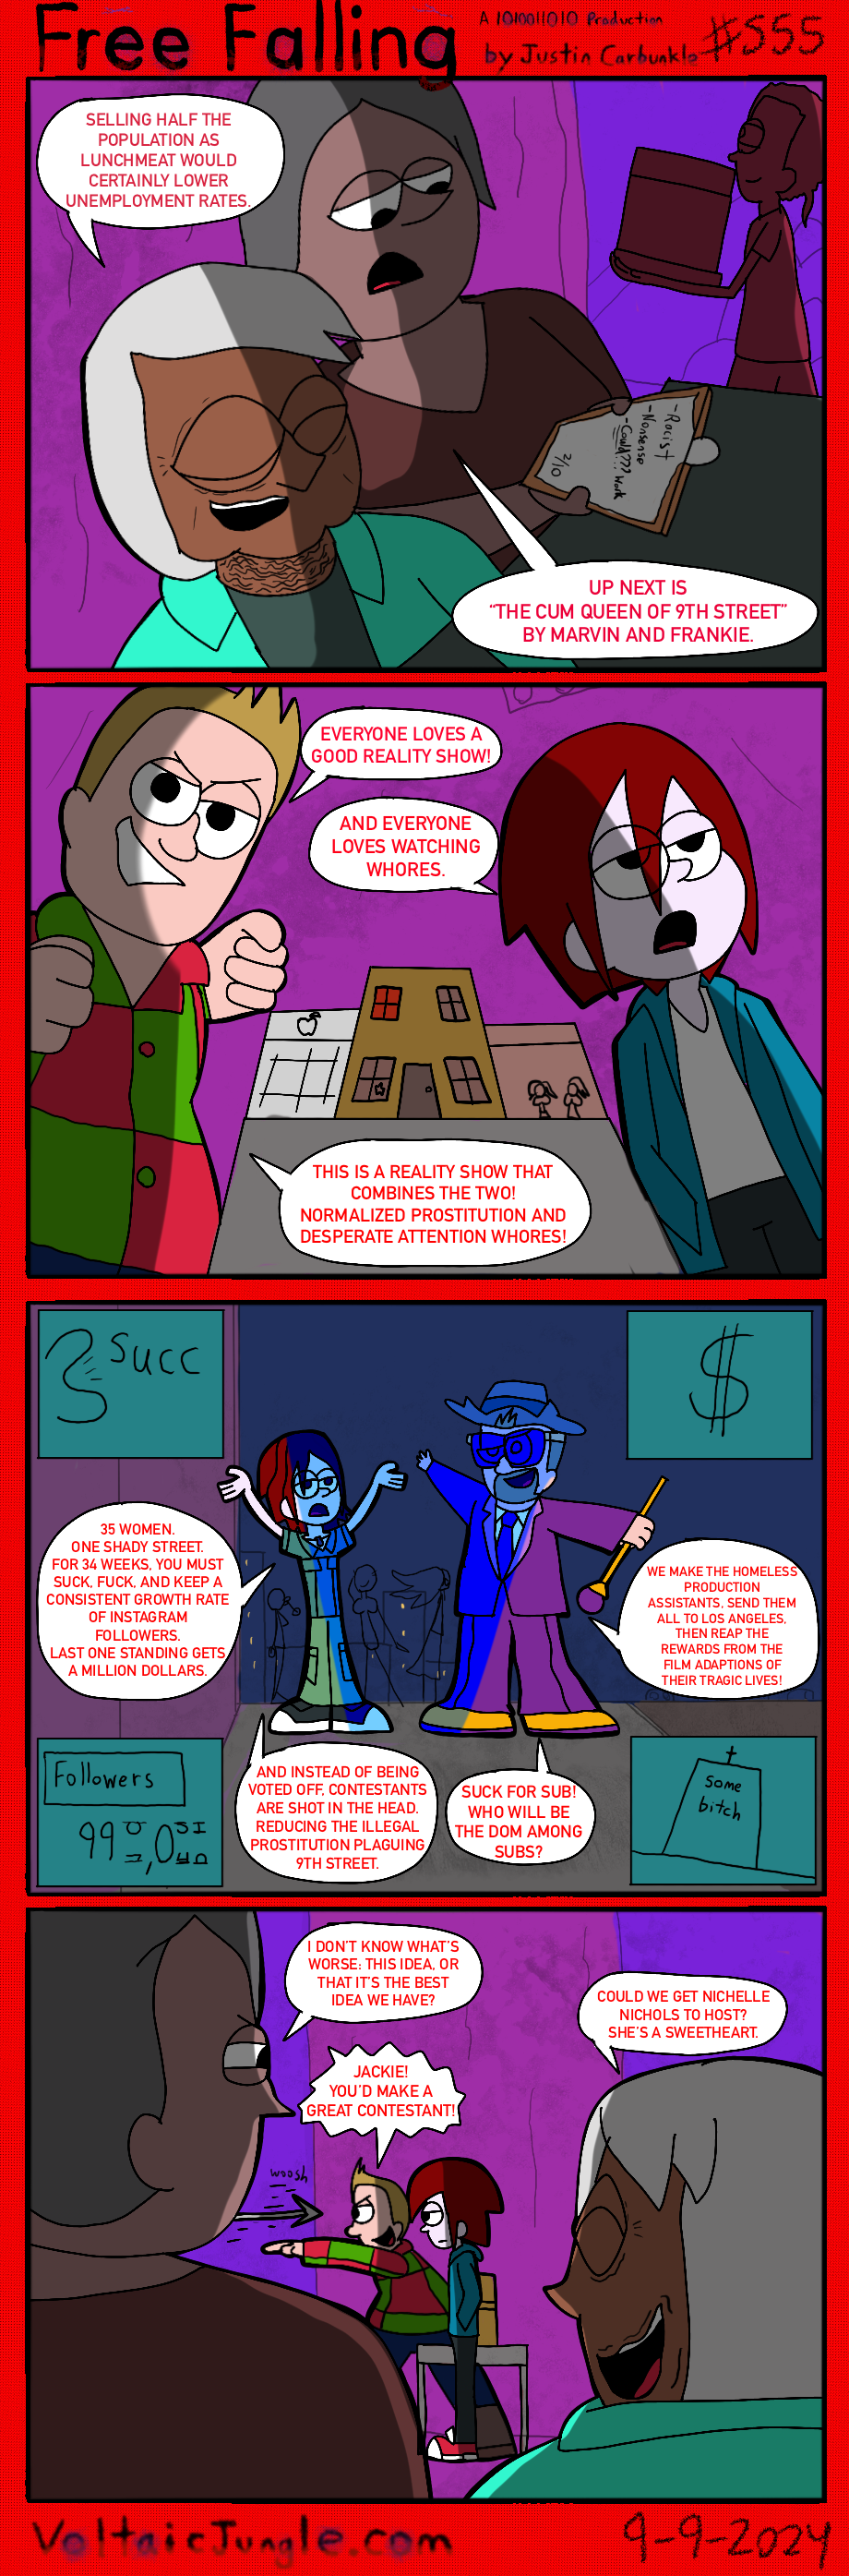 Free Falling
A 1010011010 Production
by Justin Carbunkle
#555
SELLING HALF THE
POPULATION AS
LUNCHMEAT WOULD
CERTAINLY LOWER
UNEMPLOYMENT RATES.
-Racist
-Nonsense
-Could??? Work
2/10
UP NEXT IS
"THE CUM QUEEN OF 9TH STREET"
BY MARVIN AND FRANKIE.
EVERYONE LOVES A
GOOD REALITY SHOW!
AND EVERYONE
LOVES WATCHING
WHORES.
THIS IS A REALITY SHOW THAT
COMBINES THE TWO!
NORMALIZED PROSTITUTION AND
DESPERATE ATTENTION WHORES!
succ
$
35 WOMEN.
ONE SHADY STREET.
FOR 34 WEEKS, YOU MUST
SUCK, FUCK, AND KEEP A
CONSISTENT GROWTH RATE
OF INSTAGRAM
FOLLOWERS.
LAST ONE STANDING GETS
A MILLION DOLLARS.
WE MAKE THE HOMELESS
PRODUCTION
ASSISTANTS, SEND THEM
ALL TO LOS ANGELES,
THEN REAP THE
REWARDS FROM THE
FILM ADAPTIONS OF
THEIR TRAGIC LIVES!
Followers
AND INSTEAD OF BEING
VOTED OFF, CONTESTANTS
ARE SHOT IN THE HEAD.
REDUCING THE ILLEGAL
PROSTITUTION PLAGUING
9TH STREET.
SUCK FOR SUB!
WHO WILL BE
THE DOM AMONG
SUBS?
Some
bitch
I DON'T KNOW WHAT'S
WORSE: THIS IDEA, OR
THAT IT'S THE BEST
IDEA WE HAVE?
COULD WE GET NICHELLE
NICHOLS TO HOST?
SHE'S A SWEETHEART.
JACKIE!
YOU'D MAKE A
GREAT CONTESTANT!
woosh
VoltaicJungle.com
9-9-2024